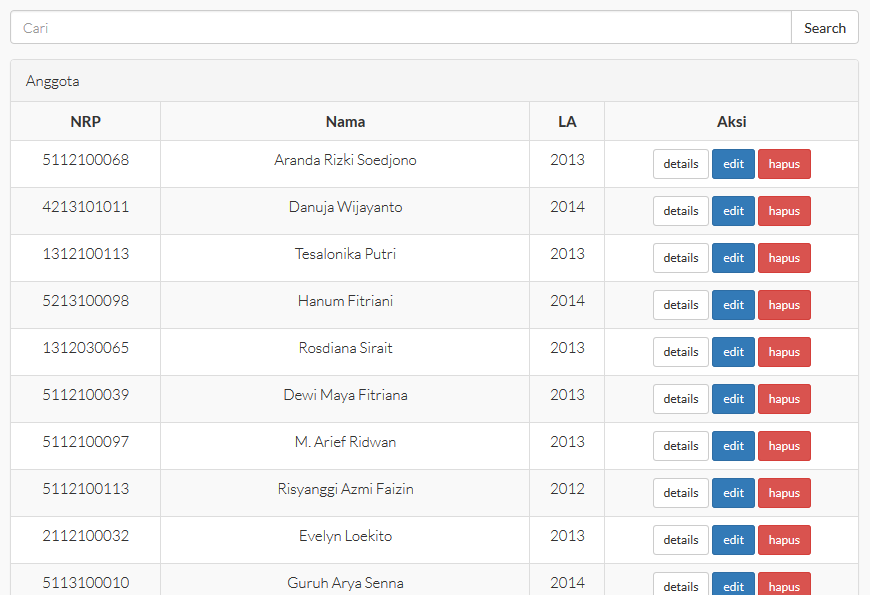 Cari Search
Anggota
NRP Nama LA Aksi
5112100068 Aranda Rizki Soedjono 2013 details edit hapus
4213101011 Danuja Wijayanto 2014 details edit hapus
1312100113 Tesalonika Putri 2013 details edit hapus
5213100098 Hanum Fitriani 2014 details edit hapus
1312030065 Rosdiana Sirait 2013 details edit hapus
5112100039 Dewi Maya Fitriana 2013 details edit hapus
5112100097 M. Arief Ridwan 2013 details edit hapus
5112100113 Risyanggi Azmi Faizin 2012 details edit hapus
2112100032 Evelyn Loekito 2013 details edit hapus
5113100010 Guruh Arya Senna 2014 details edit hapus